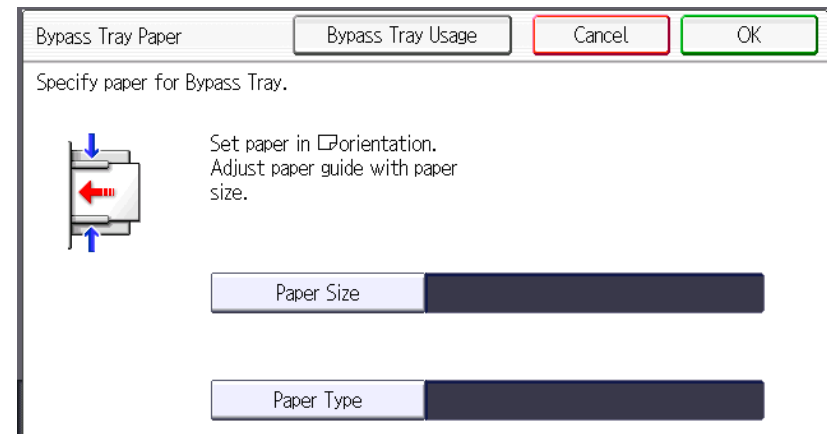 Bypass Tray Paper
Bypass Tray Usage
Cancel
OK
Specify paper for Bypass Tray.
Set paper in orientation.
Adjust paper guide with paper
size.
Paper Size
Paper Type